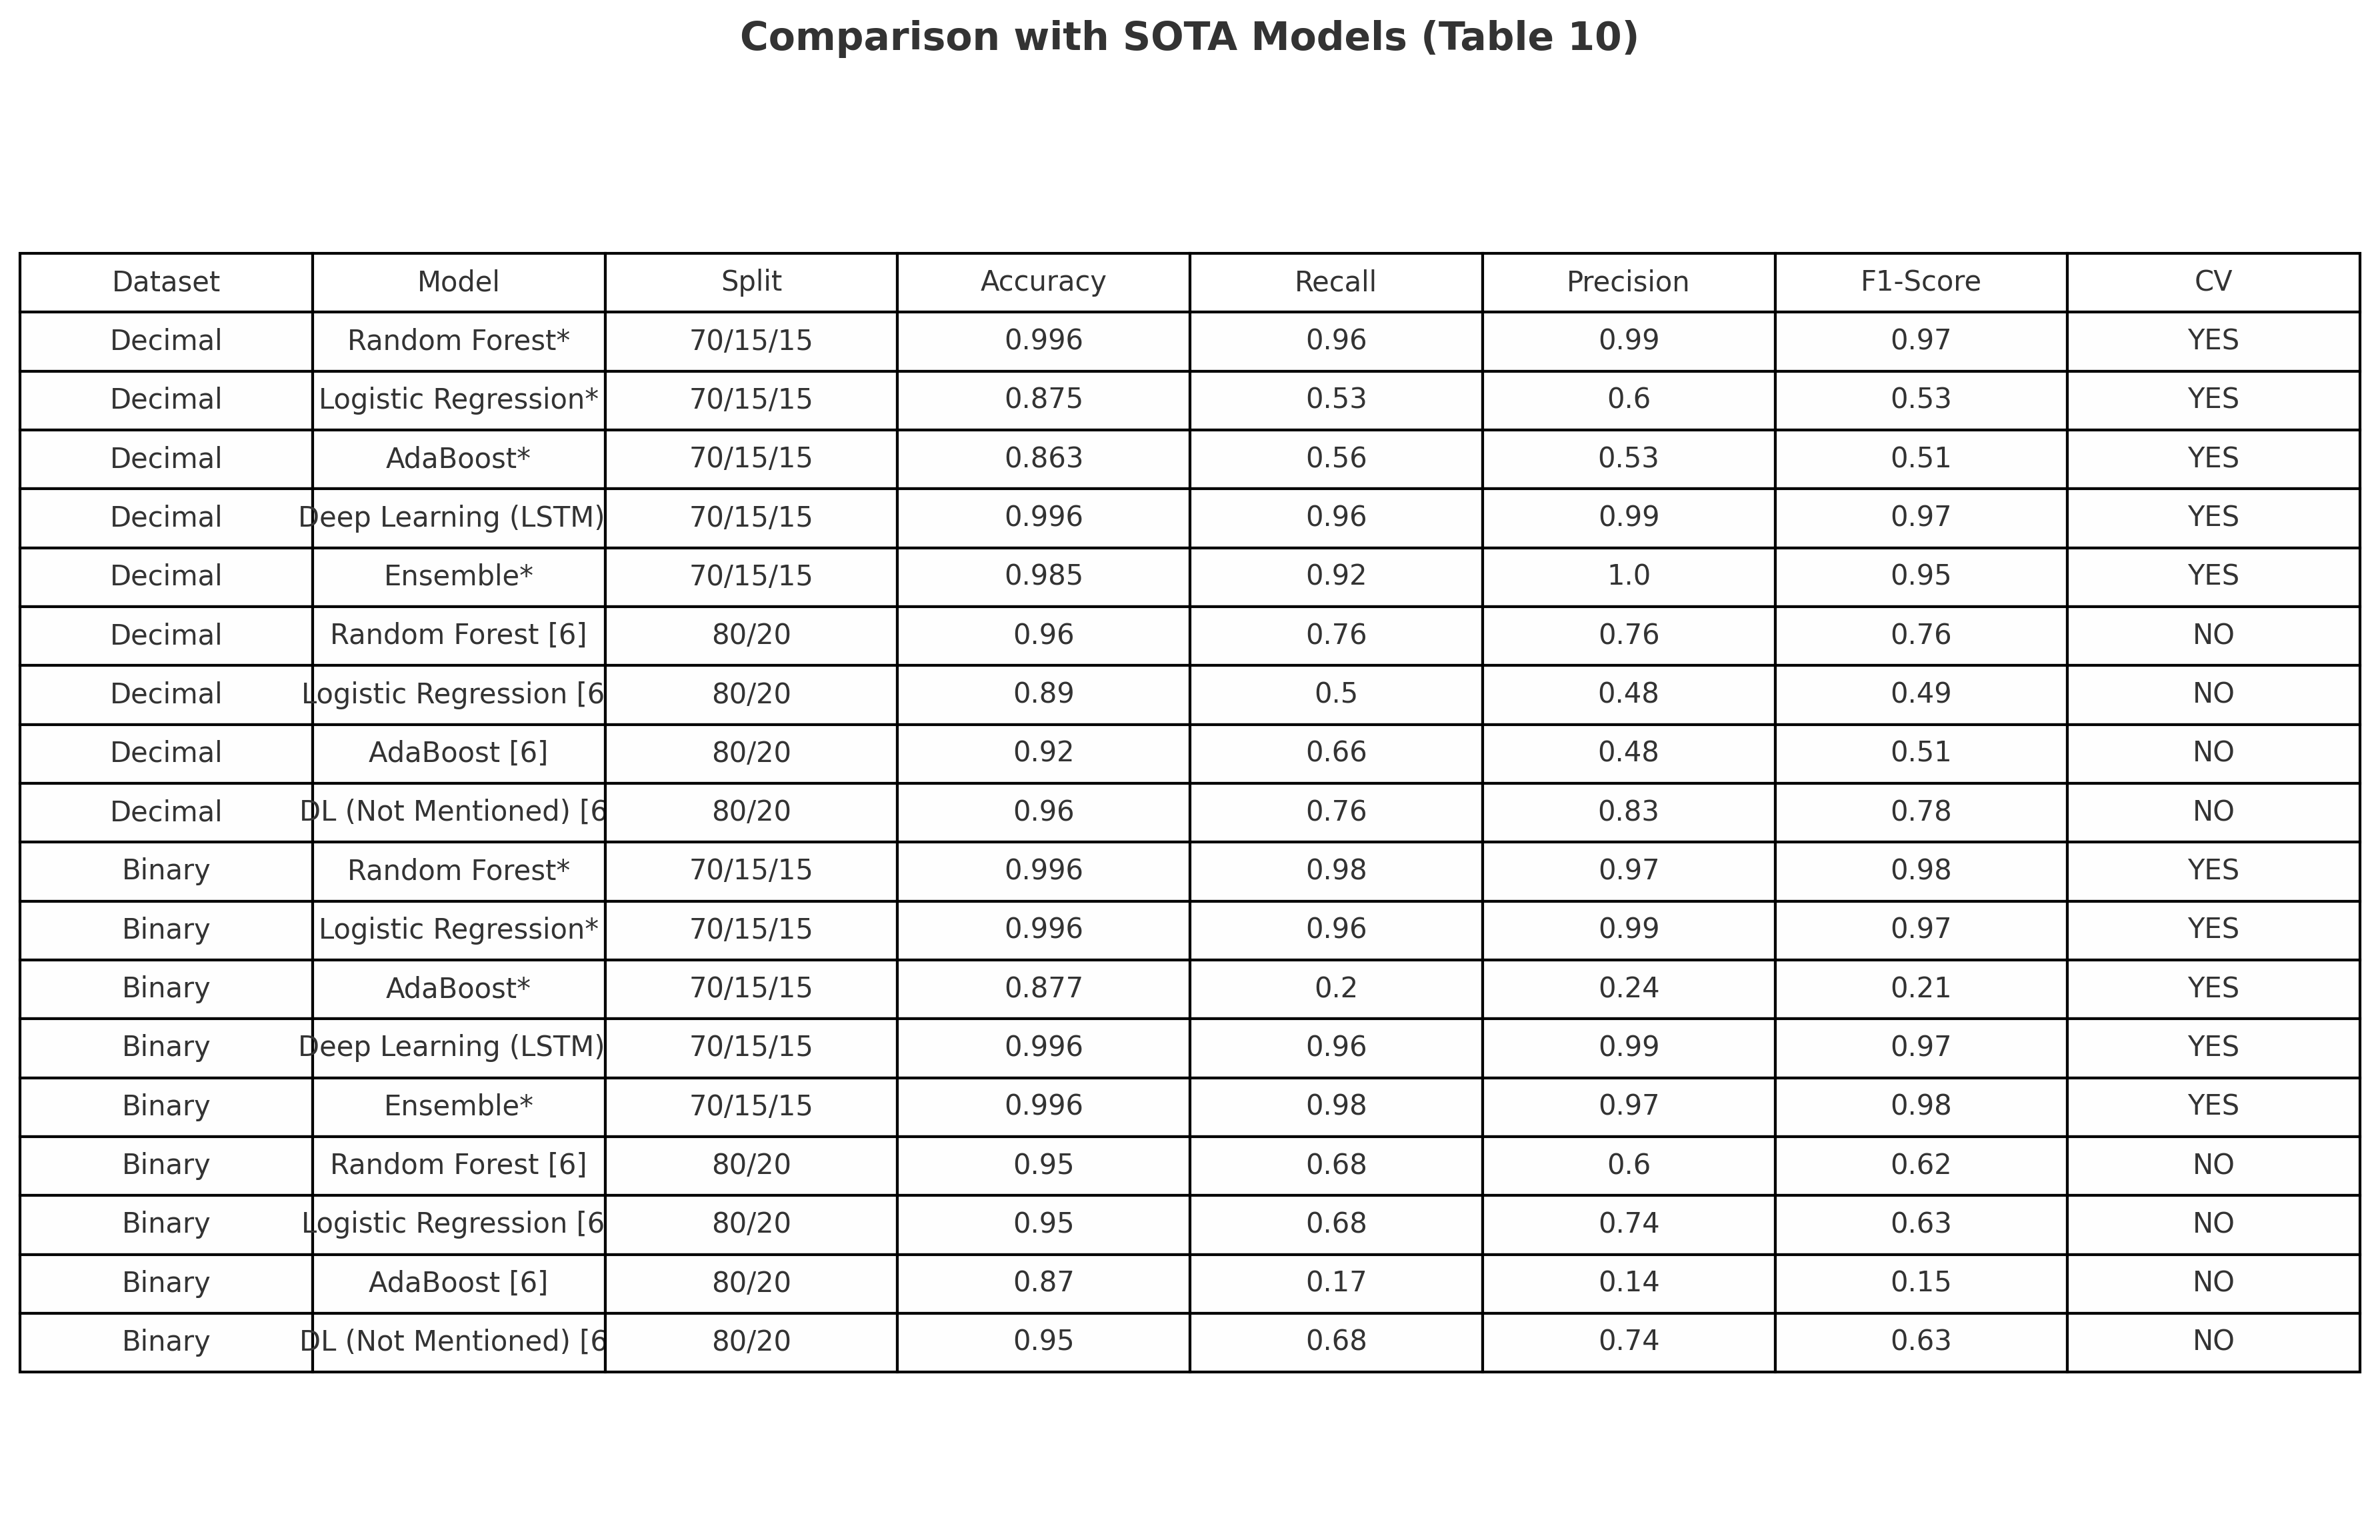 Comparison with SOTA Models (Table 10)
Dataset Model Split Accuracy Recall Precision F1-Score CV
Decimal Random Forest* 70/15/15 0.996 0.96 0.99 0.97 YES
Decimal Logistic Regression* 70/15/15 0.875 0.53 0.6 0.53 YES
Decimal AdaBoost* 70/15/15 0.863 0.56 0.53 0.51 YES
Decimal Deep Learning (LSTM) 70/15/15 0.996 0.96 0.99 0.97 YES
Decimal Ensemble* 70/15/15 0.985 0.92 1.0 0.95 YES
Decimal Random Forest [6] 80/20 0.96 0.76 0.76 0.76 NO
Decimal Logistic Regression [6 80/20 0.89 0.5 0.48 0.49 NO
Decimal AdaBoost [6] 80/20 0.92 0.66 0.48 0.51 NO
Decimal DL (Not Mentioned) [6 80/20 0.96 0.76 0.83 0.78 NO
Binary Random Forest* 70/15/15 0.996 0.98 0.97 0.98 YES
Binary Logistic Regression* 70/15/15 0.996 0.96 0.99 0.97 YES
Binary AdaBoost* 70/15/15 0.877 0.2 0.24 0.21 YES
Binary Deep Learning (LSTM) 70/15/15 0.996 0.96 0.99 0.97 YES
Binary Ensemble* 70/15/15 0.996 0.98 0.97 0.98 YES
Binary Random Forest [6] 80/20 0.95 0.68 0.6 0.62 NO
Binary Logistic Regression [6 80/20 0.95 0.68 0.74 0.63 NO
Binary AdaBoost [6] 80/20 0.87 0.17 0.14 0.15 NO
Binary DL (Not Mentioned) [6 80/20 0.95 0.68 0.74 0.63 NO